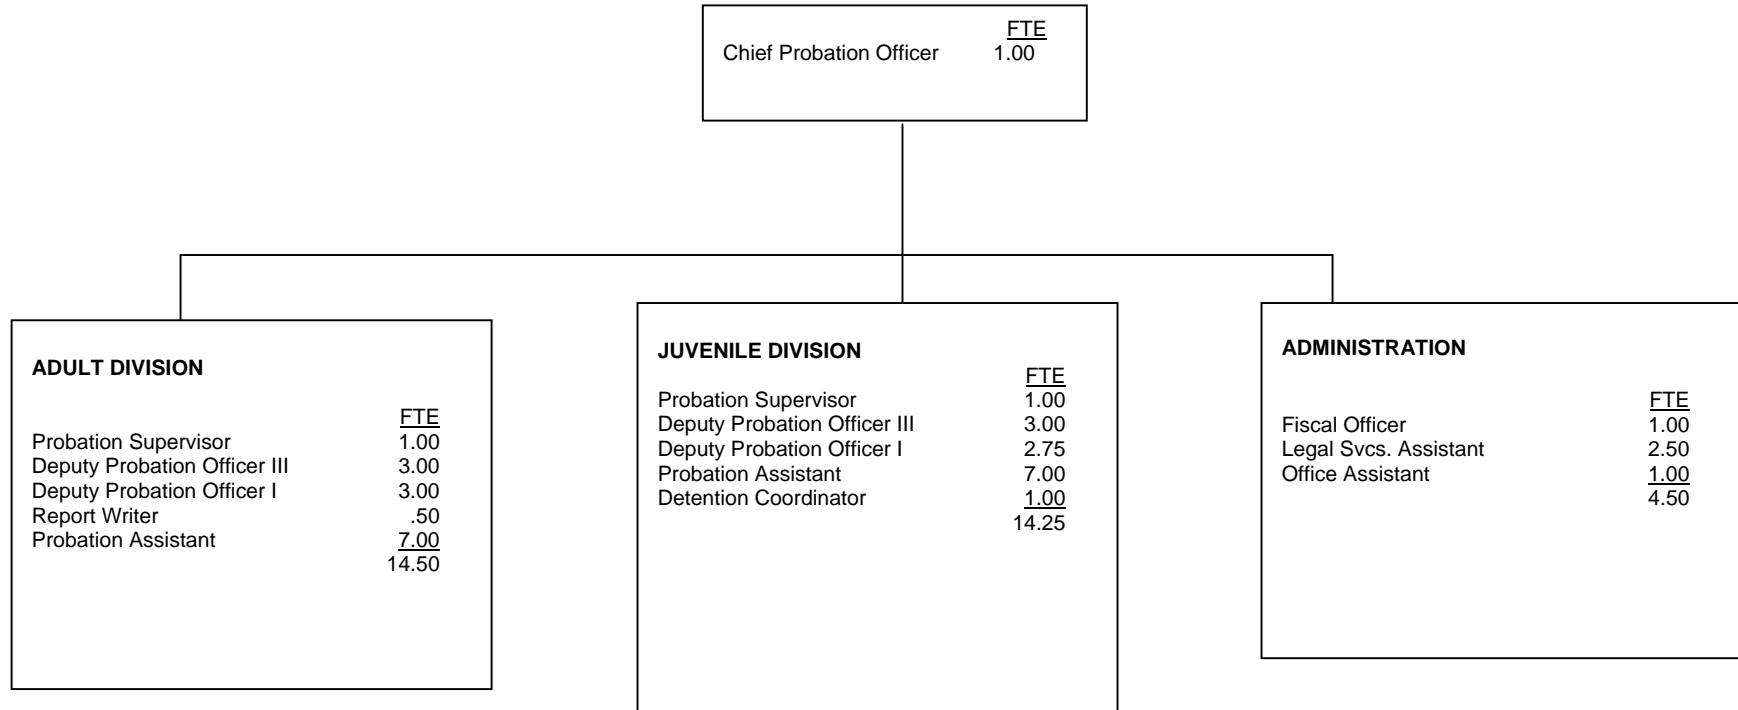 FTE
Chief Probation Officer 1.00
ADULT DIVISION
FTE
Probation Supervisor 1.00
Deputy Probation Officer III 3.00
Deputy Probation Officer I 3.00
Report Writer .50
Probation Assistant 7.00
14.50
JUVENILE DIVISION
FTE
Probation Supervisor 1.00
Deputy Probation Officer III 3.00
Deputy Probation Officer I 2.75
Probation Assistant 7.00
Detention Coordinator 1.00
14.25
ADMINISTRATION
FTE
Fiscal Officer 1.00
Legal Svcs. Assistant 2.50
Office Assistant 1.00
4.50